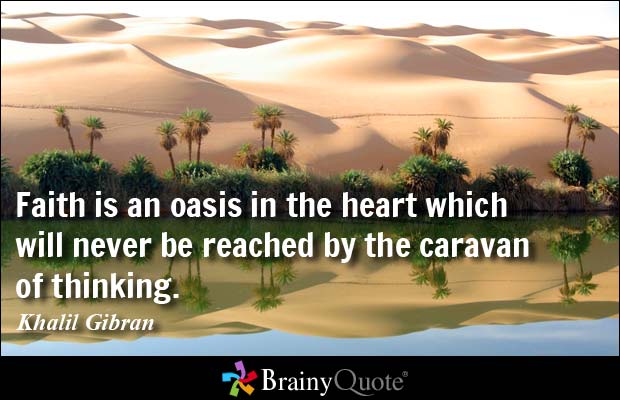 Faith is an oasis in the heart which
will never be reached by the caravan
of thinking.
Khalil Gibran
BrainyQuote®